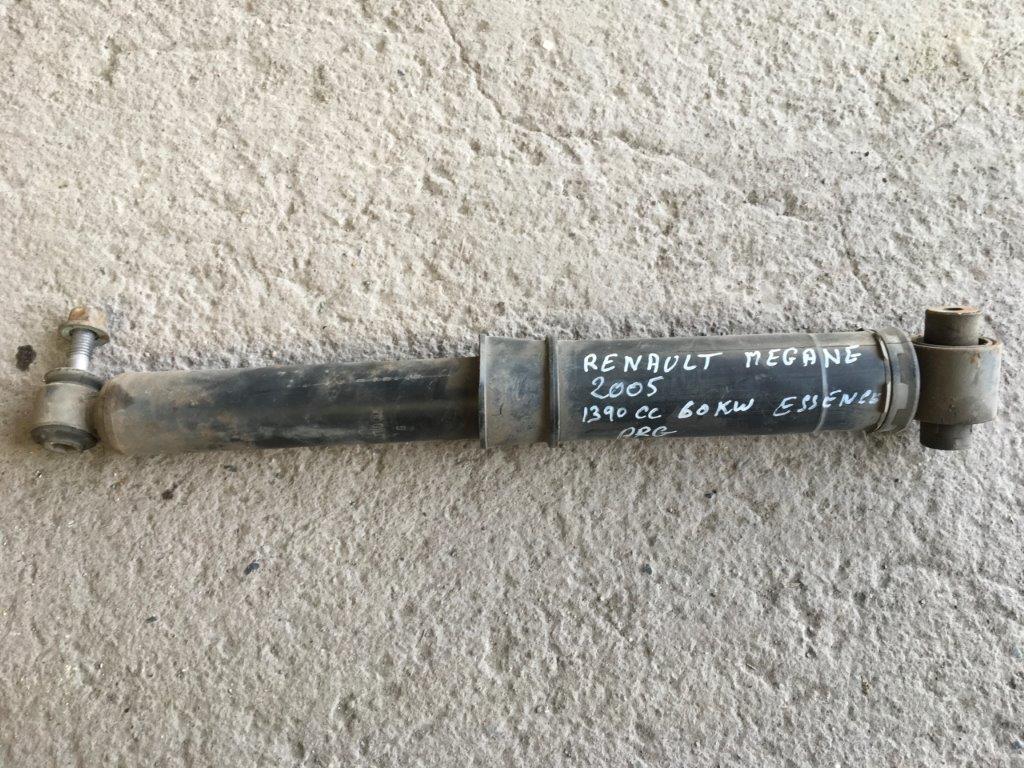 RENAULT MEGANE
2005
1390 CC 60 KW ESSENCE